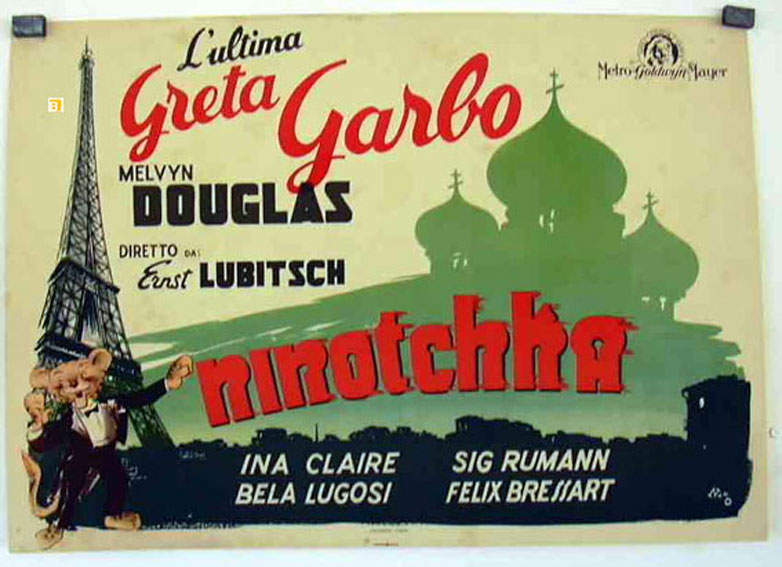 L'ultima
Greta Garbo
Metro-Goldwyn-Mayer
MELVYN
DOUGLAS
DIRETTO DA:
Ernst LUBITSCH
ninotchka
INA CLAIRE SIG RUMANN
BELA LUGOSI FELIX BRESSART